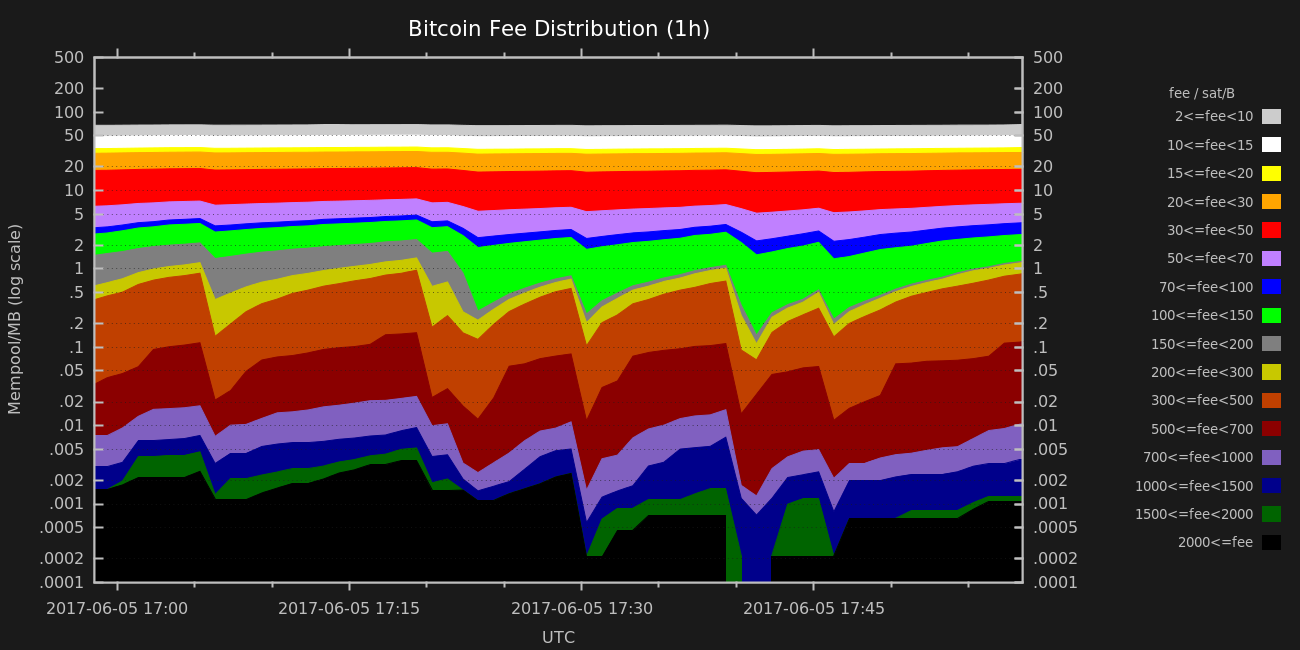 Bitcoin Fee Distribution (1h)
Mempool/MB (log scale)
500
200
100
50
20
10
5
2
1
.5
.2
.1
.05
.02
.01
.005
.002
.001
.0005
.0002
.0001
500
200
100
50
20
10
5
2
1
.5
.2
.1
.05
.02
.01
.005
.002
.001
.0005
.0002
.0001
2017-06-05 17:00
2017-06-05 17:15
2017-06-05 17:30
2017-06-05 17:45
UTC
fee / sat/B
2<=fee<10
10<=fee<15
15<=fee<20
20<=fee<30
30<=fee<50
50<=fee<70
70<=fee<100
100<=fee<150
150<=fee<200
200<=fee<300
300<=fee<500
500<=fee<700
700<=fee<1000
1000<=fee<1500
1500<=fee<2000
2000<=fee